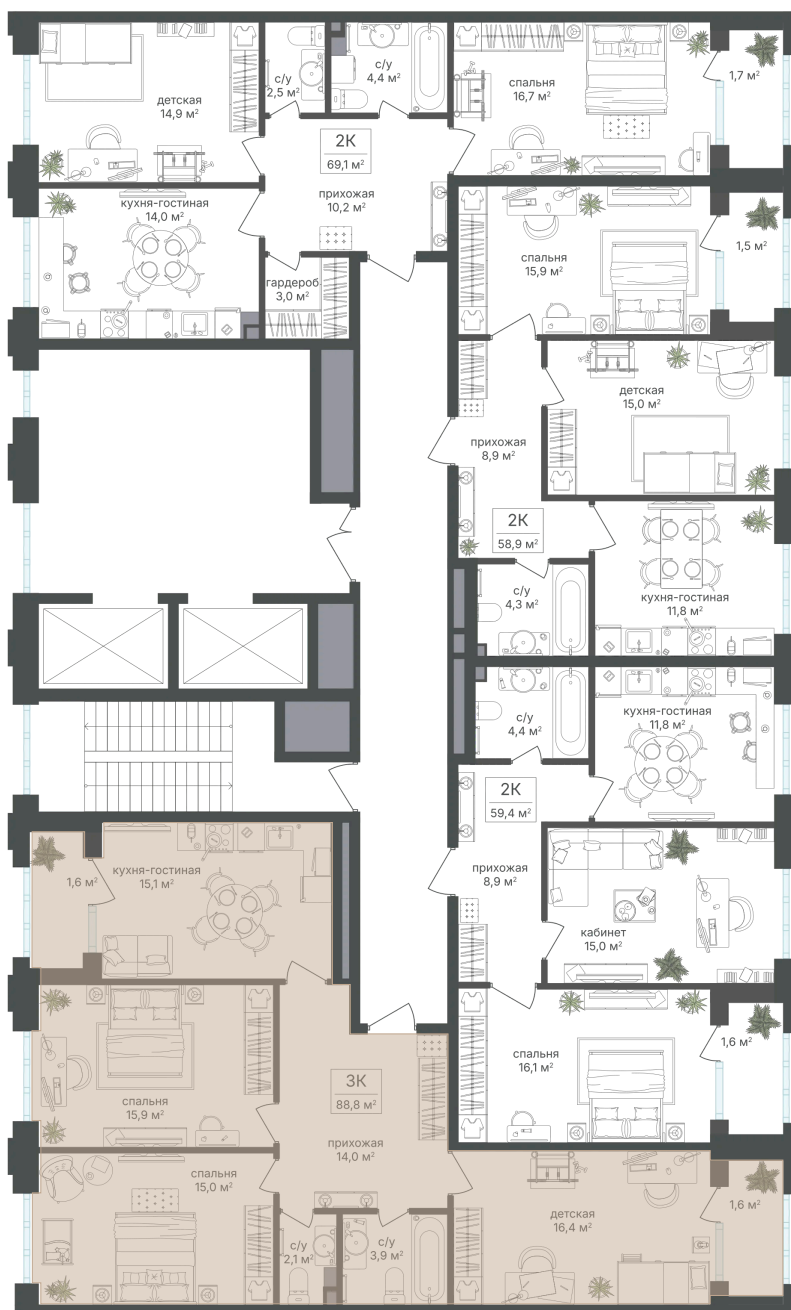 детская
14,9 м²
с/у
2,5 м²
с/у
4,4 м²
спальня
16,7 м²
1,7 м²
2К
69,1 м²
прихожая
10,2 м²
кухня-гостиная
14,0 м²
гардероб
3,0 м²
спальня
15,9 м²
1,5 м²
детская
15,0 м²
прихожая
8,9 м²
2К
58,9 м²
с/у
4,3 м²
кухня-гостиная
11,8 м²
с/у
4,4 м²
кухня-гостиная
11,8 м²
2К
59,4 м²
прихожая
8,9 м²
кабинет
15,0 м²
1,6 м²
кухня-гостиная
15,1 м²
спальня
16,1 м²
1,6 м²
спальня
15,9 м²
3К
88,8 м²
прихожая
14,0 м²
спальня
15,0 м²
с/у
2,1 м²
с/у
3,9 м²
детская
16,4 м²
1,6 м²